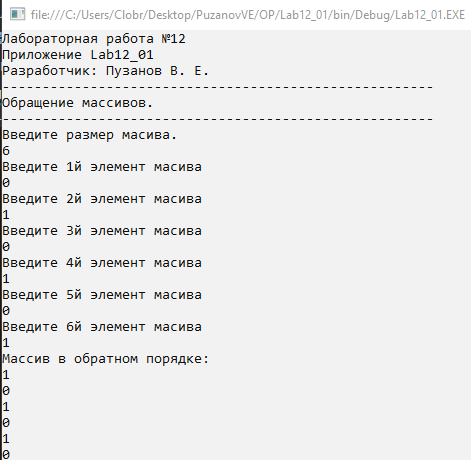 file:///C:/Users/Clobr/Desktop/PuzanovVE/OP/Lab12_01/bin/Debug/Lab12_01.EXE
Лабораторная работа №12
Приложение Lab12_01
Разработчик: Пузанов В. Е.
------------------------------------------------------
Обращение массивов.
------------------------------------------------------
Введите размер масива.
6
Введите 1й элемент масива
0
Введите 2й элемент масива
1
Введите 3й элемент масива
0
Введите 4й элемент масива
1
Введите 5й элемент масива
0
Введите 6й элемент масива
1
Массив в обратном порядке:
1
0
1
0
1
0